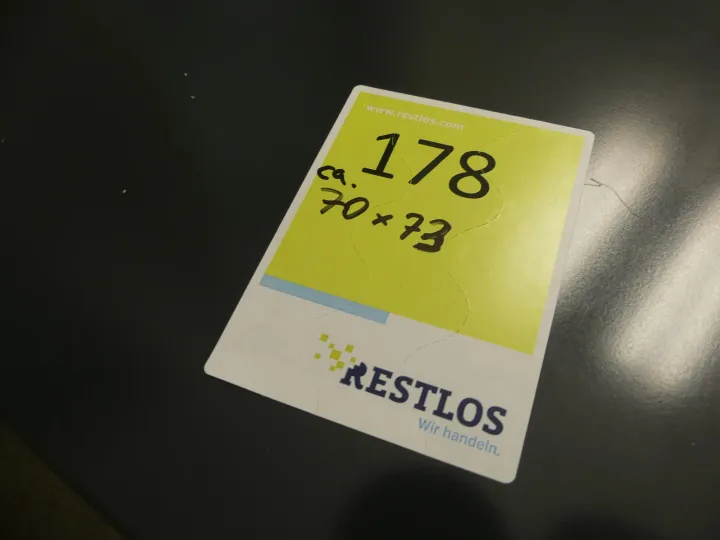 www.restlos.com
178
ca.
70 x 73
RESTLOS
Wir handeln.